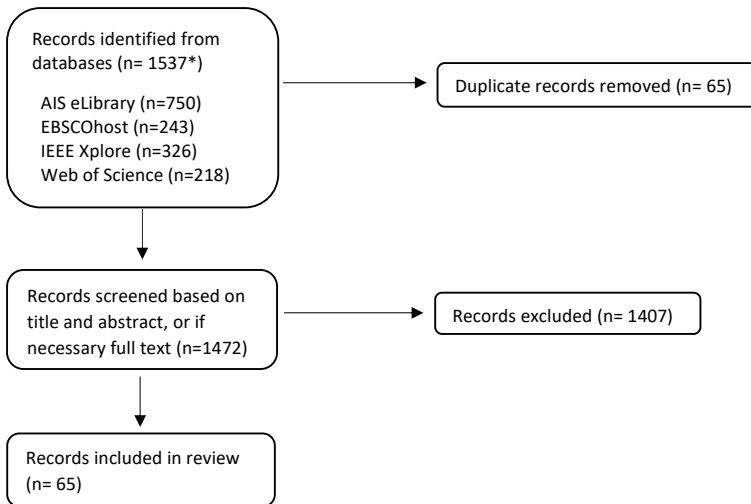 Records identified from
databases (n= 1537*)
AIS eLibrary (n=750)
EBSCOhost (n=243)
IEEE Xplore (n=326)
Web of Science (n=218)
Duplicate records removed (n= 65)
Records screened based on
title and abstract, or if
necessary full text (n=1472)
Records excluded (n= 1407)
Records included in review
(n= 65)